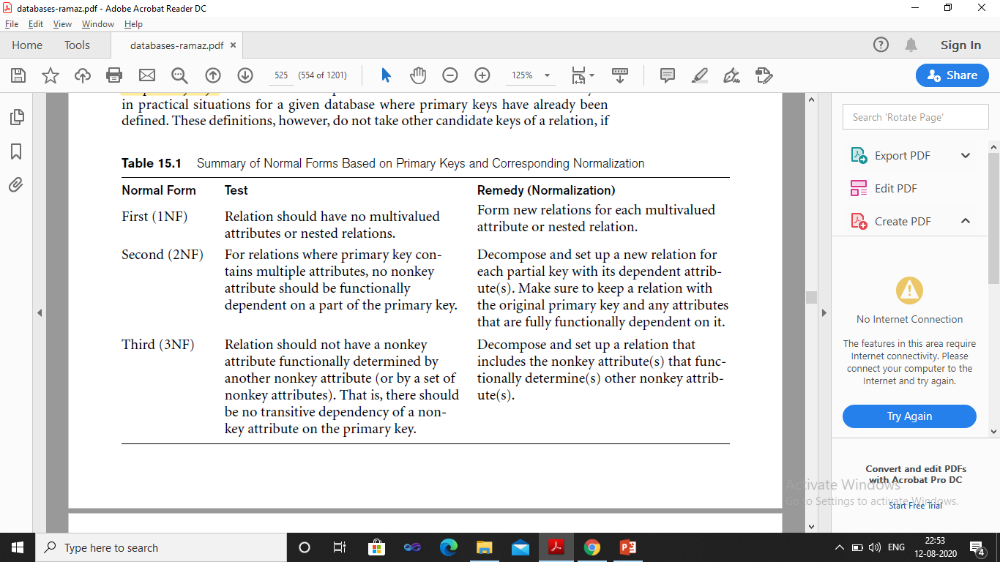 databases-ramaz.pdf - Adobe Acrobat Reader DC
File Edit View Window Help
Home Tools databases-ramaz.pdf × Sign In
525 (554 of 1201) 125% Share
in practical situations for a given database where primary keys have already been
defined. These definitions, however, do not take other candidate keys of a relation, if
Table 15.1 Summary of Normal Forms Based on Primary Keys and Corresponding Normalization
Normal Form Test Remedy (Normalization)
First (1NF)
Relation should have no multivalued
attributes or nested relations.
Form new relations for each multivalued
attribute or nested relation.
Second (2NF)
For relations where primary key con-
tains multiple attributes, no nonkey
attribute should be functionally
dependent on a part of the primary key.
Decompose and set up a new relation for
each partial key with its dependent attrib-
ute(s). Make sure to keep a relation with
the original primary key and any attributes
that are fully functionally dependent on it.
Third (3NF)
Relation should not have a nonkey
attribute functionally determined by
another nonkey attribute (or by a set of
nonkey attributes). That is, there should
be no transitive dependency of a non-
key attribute on the primary key.
Decompose and set up a relation that
includes the nonkey attribute(s) that func-
tionally determine(s) other nonkey attrib-
ute(s).
Search 'Rotate Page'
Export PDF
Edit PDF
Create PDF
No Internet Connection
The features in this area require
Internet connectivity. Please
connect your computer to the
Internet and try again.
Try Again
Convert and edit PDFs
with Acrobat Pro DC
Start Free Trial
Activate Windows
Go to Settings to activate Windows.
Type here to search
ENG
22:53
12-08-2020
4